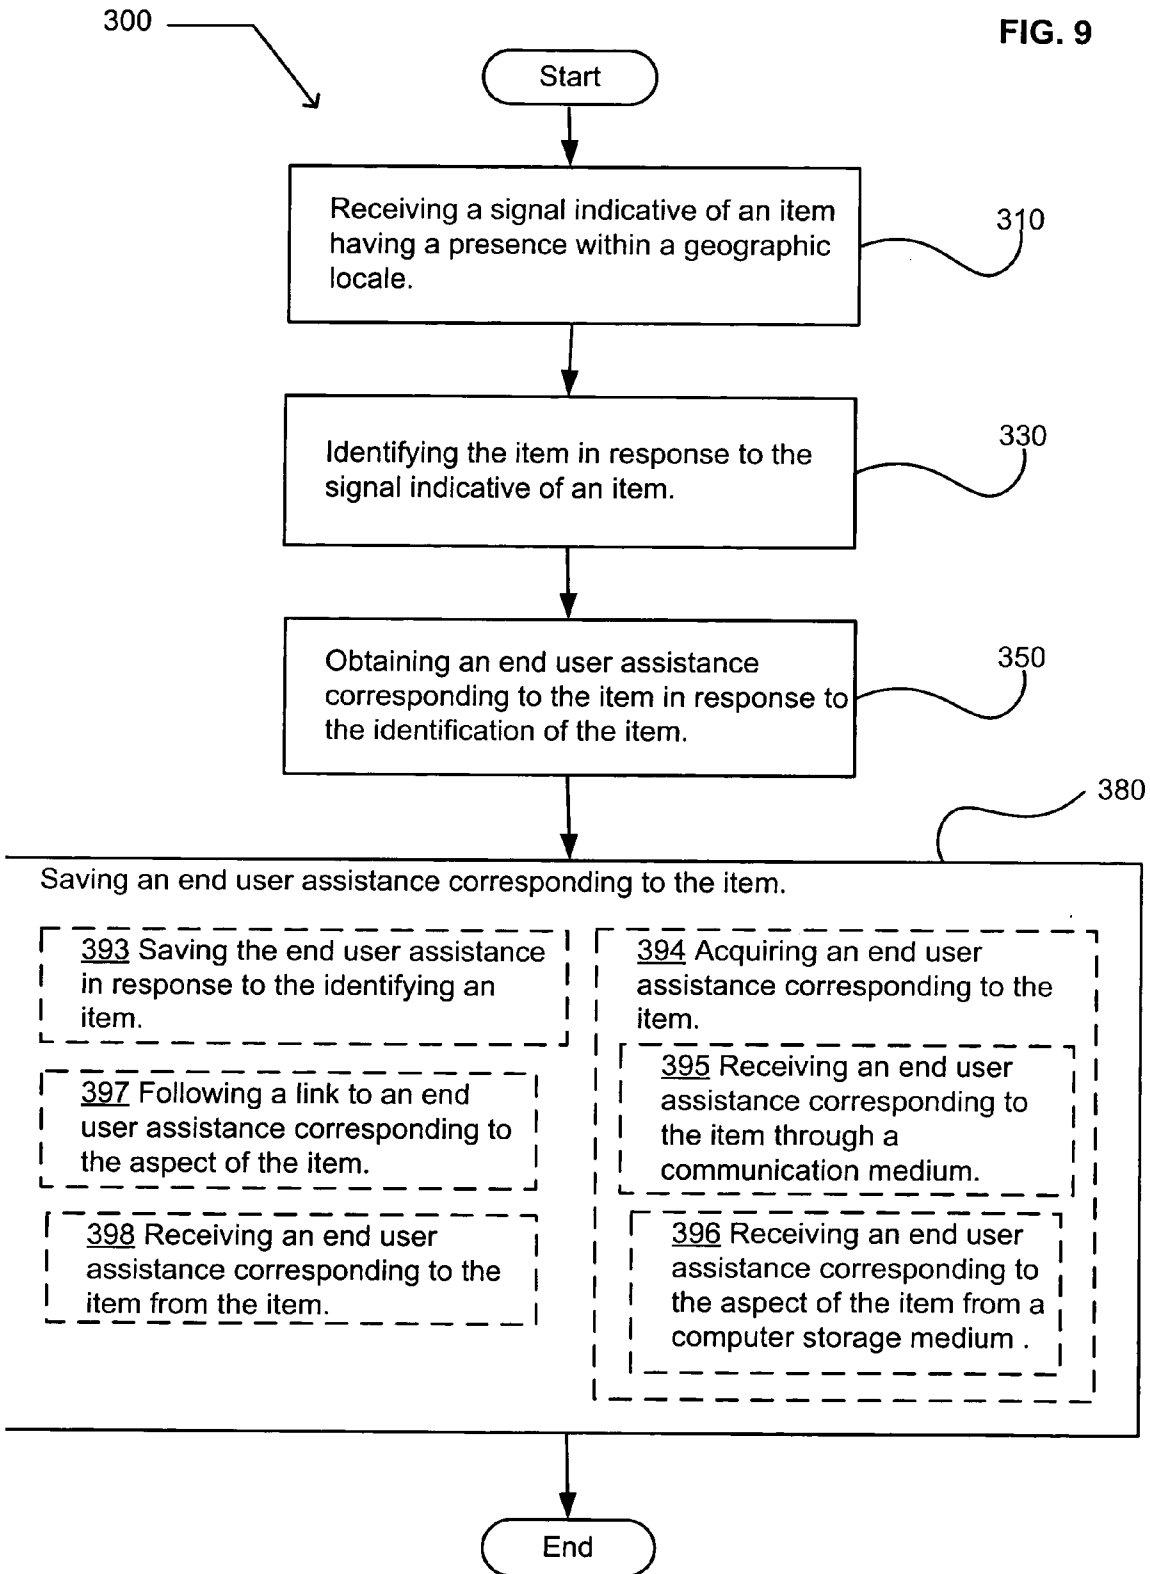 300
FIG. 9
Start
Receiving a signal indicative of an item
having a presence within a geographic
locale.
310
Identifying the item in response to the
signal indicative of an item.
330
Obtaining an end user assistance
corresponding to the item in response to
the identification of the item.
350
380
Saving an end user assistance corresponding to the item.
393 Saving the end user assistance
in response to the identifying an
item.
397 Following a link to an end
user assistance corresponding to
the aspect of the item.
398 Receiving an end user
assistance corresponding to the
item from the item.
394 Acquiring an end user
assistance corresponding to the
item.
395 Receiving an end user
assistance corresponding to
the item through a
communication medium.
396 Receiving an end user
assistance corresponding to
the aspect of the item from a
computer storage medium .
End